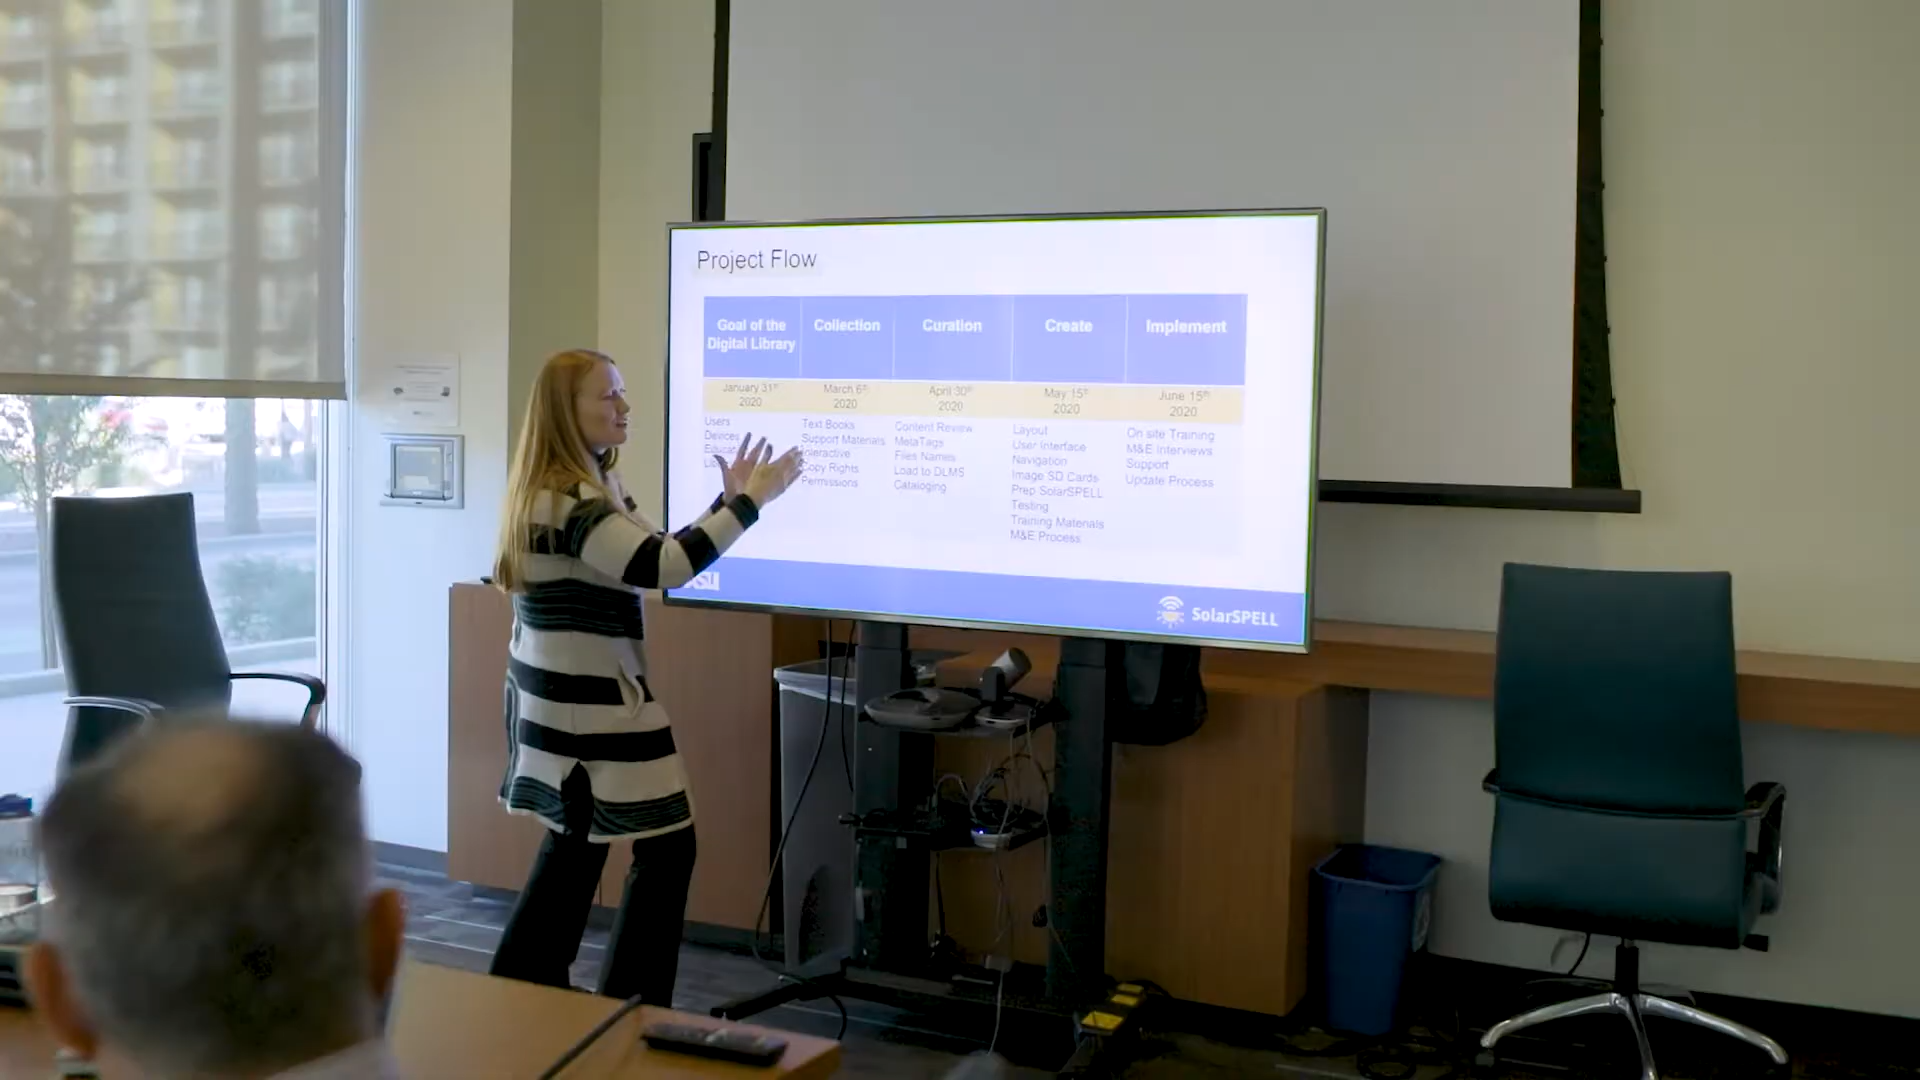 Project Flow
Goal of the
Digital Library
Collection
Curation
Create
Implement
January 31st
2020
March 6th
2020
April 30th
2020
May 15th
2020
June 15th
2020
Users
Devices
Text Books
Support Materials
Interactive
Copy Rights
Permissions
Content Review
MetaTags
Files Names
Load to DLMS
Cataloging
Layout
User Interface
Navigation
Image SD Cards
Prep SolarSPELL
Testing
Training Materials
M&E Process
On site Training
M&E Interviews
Support
Update Process
SolarSPELL